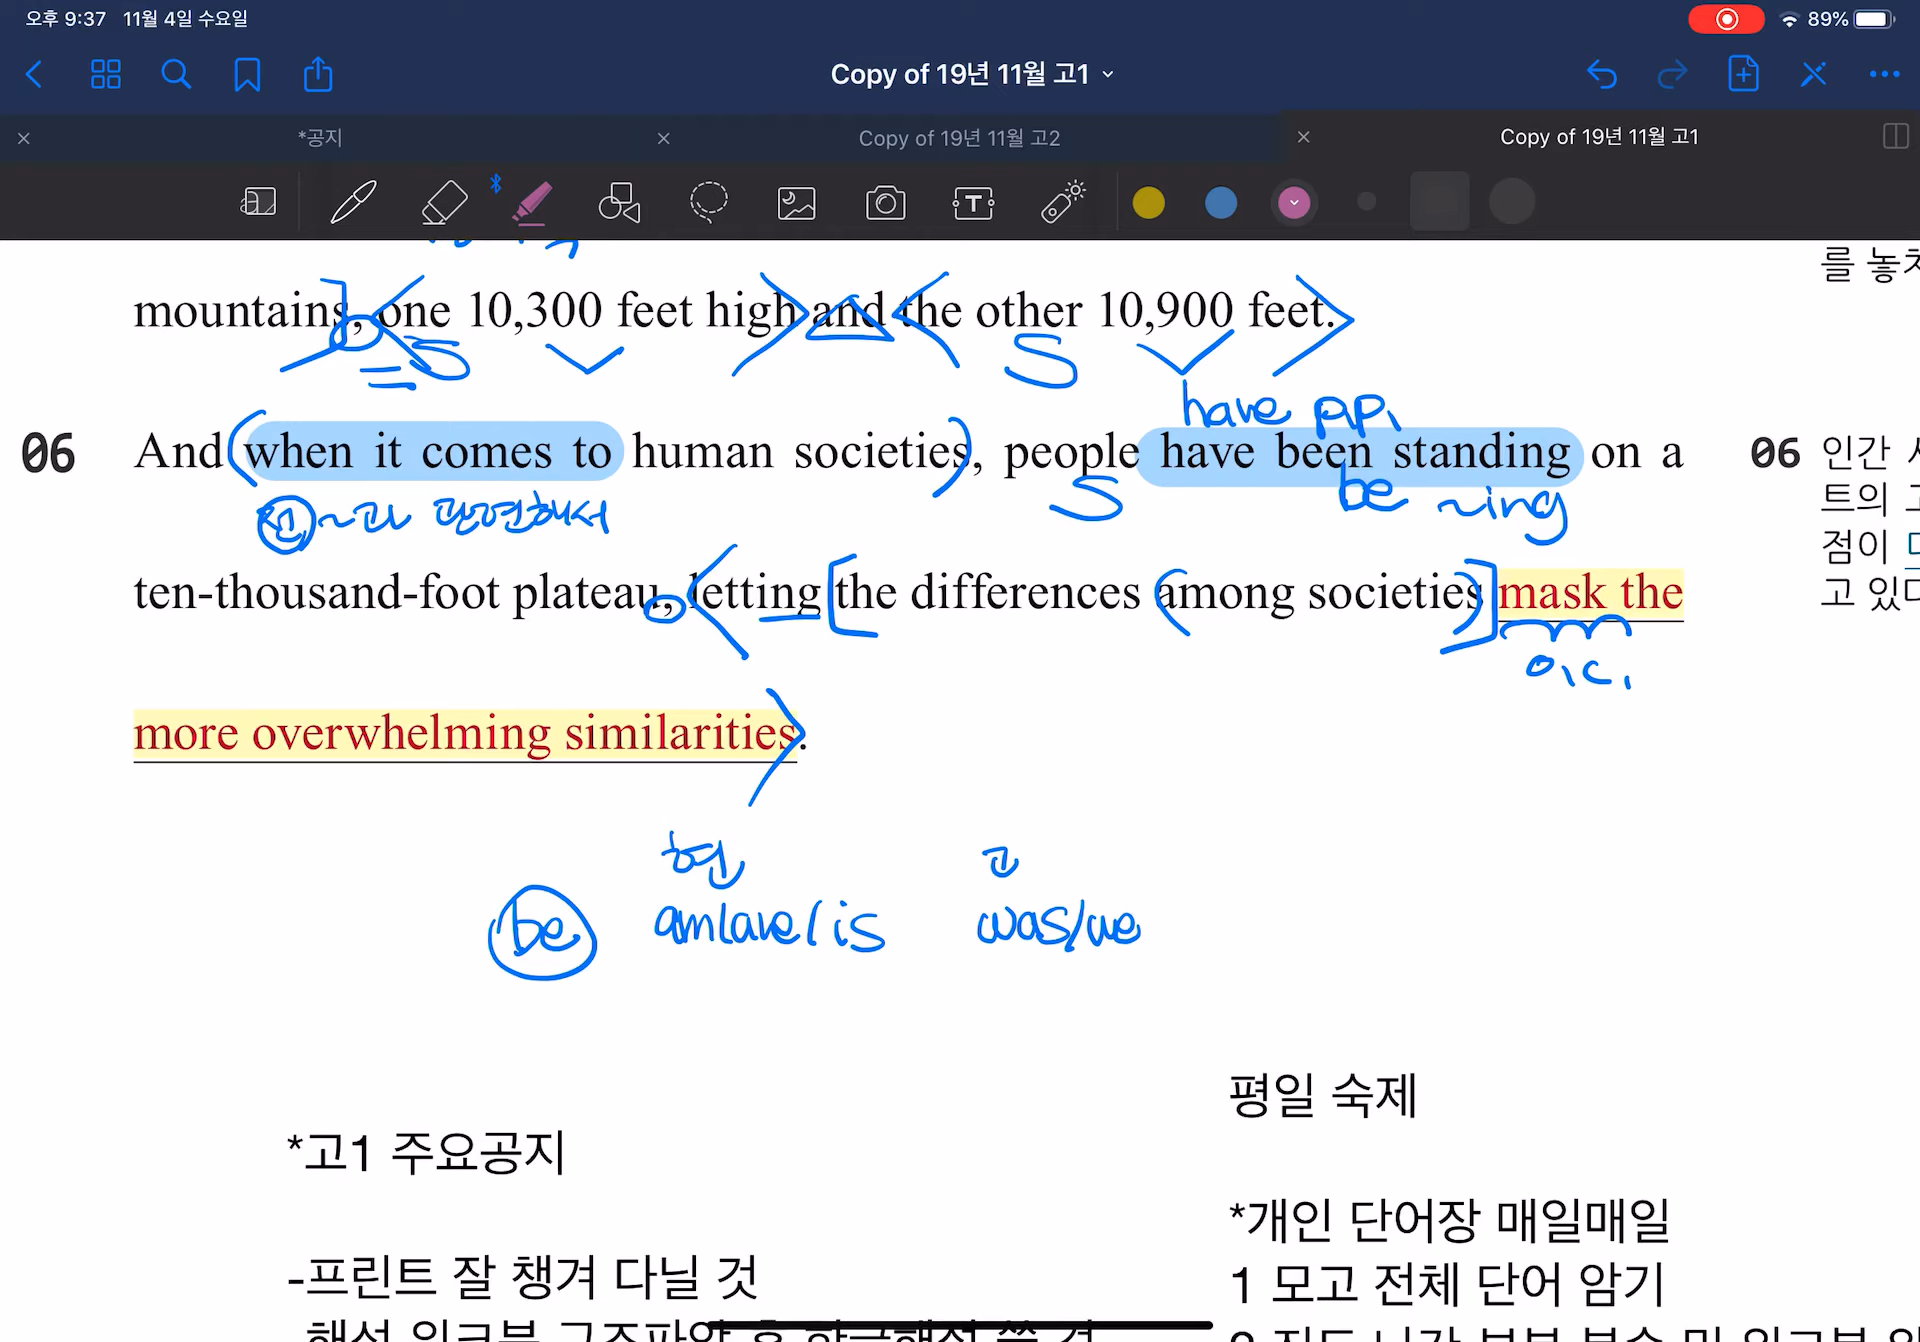 오후 9:37 11월 4일 수요일
89%
Copy of 19년 11월 고1
*공지
Copy of 19년 11월 고2
Copy of 19년 11월 고1
를 놓치
mountains, one 10,300 feet high and the other 10,900 feet.
S S
have p.p.
06 And when it comes to human societies, people have been standing on a
06 인간
전 ~과 관련해서 S be ~ing
트의 고
점이
ten-thousand-foot plateau, letting the differences among societies mask the
고 있다
o.c.
more overwhelming similarities.
현 고
be am/are/is was/we
평일 숙제
*고1 주요공지
*개인 단어장 매일매일
-프린트 잘 챙겨 다닐 것
1 모고 전체 단어 암기